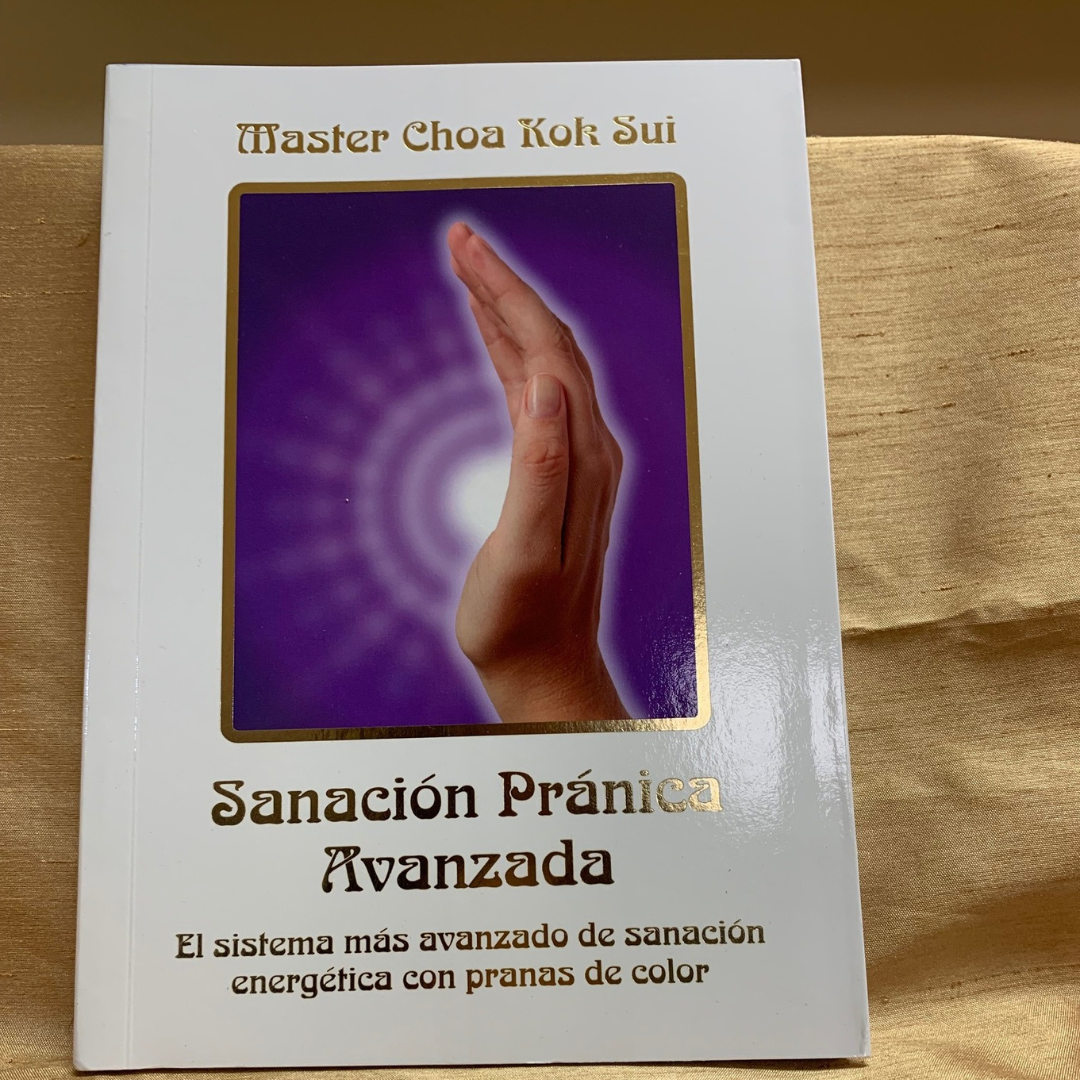 Master Choa Kok Sui
Sanación Pránica
Avanzada
El sistema más avanzado de sanación
energética con pranas de color